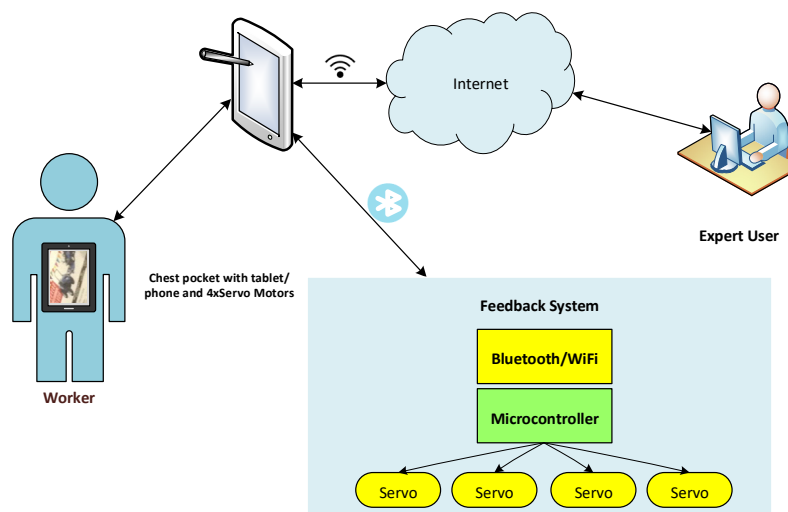 Internet
Expert User
Chest pocket with tablet/
phone and 4xServo Motors
Worker
Feedback System
Bluetooth/WiFi
Microcontroller
Servo Servo Servo Servo